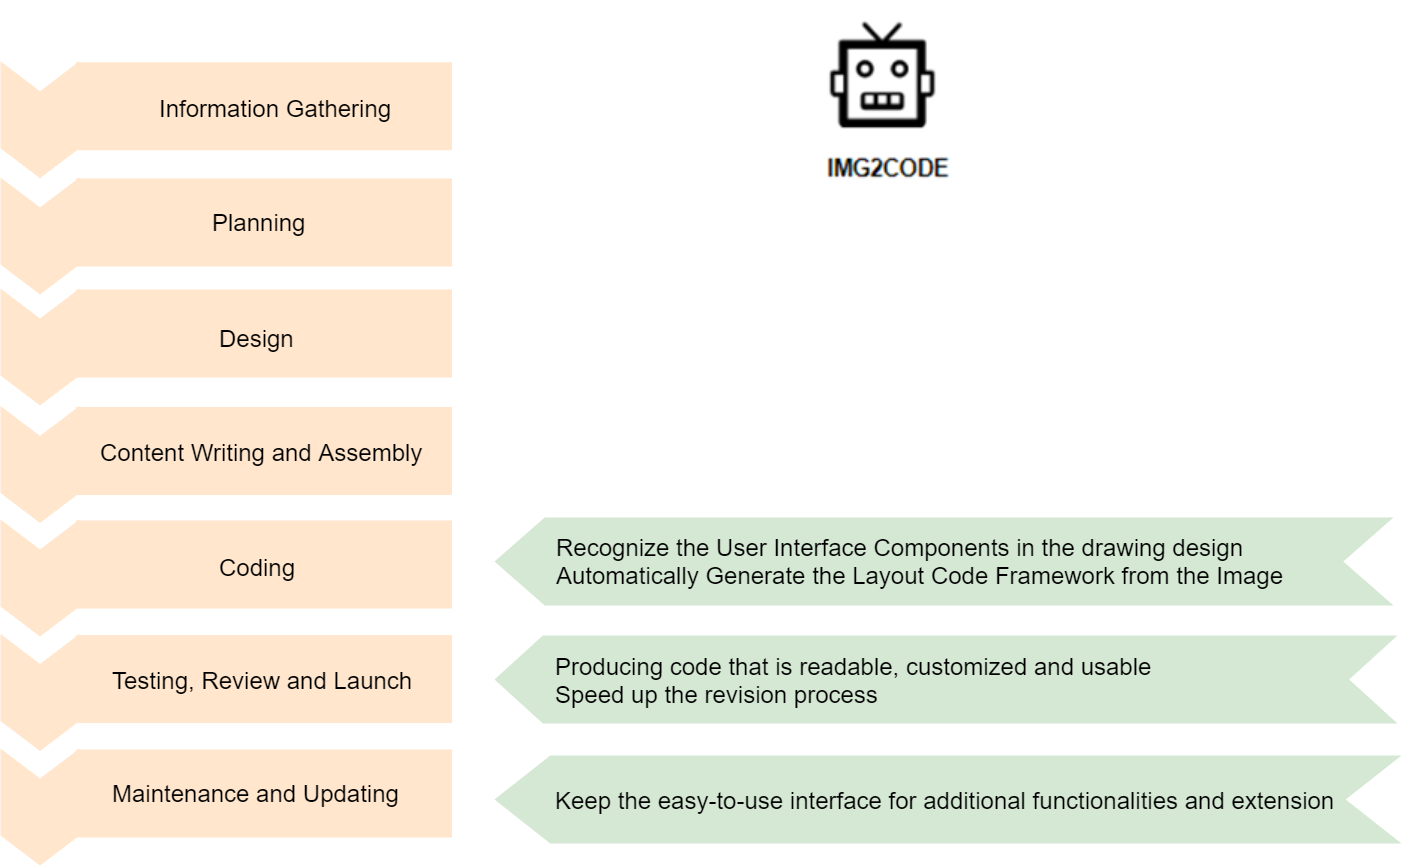 IMG2CODE
Information Gathering
Planning
Design
Content Writing and Assembly
Coding
Recognize the User Interface Components in the drawing design
Automatically Generate the Layout Code Framework from the Image
Testing, Review and Launch
Producing code that is readable, customized and usable
Speed up the revision process
Maintenance and Updating
Keep the easy-to-use interface for additional functionalities and extension